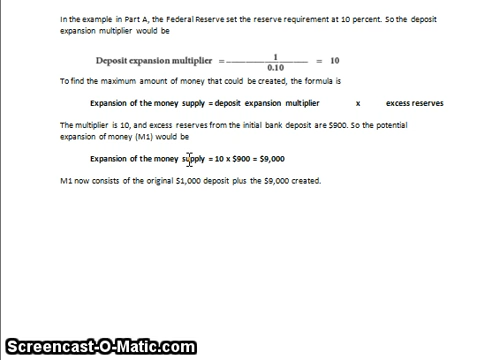 In the example in Part A, the Federal Reserve set the reserve requirement at 10 percent. So the deposit
expansion multiplier would be
Deposit expansion multiplier = 1 / 0.10 = 10
To find the maximum amount of money that could be created, the formula is
Expansion of the money supply = deposit expansion multiplier x excess reserves
The multiplier is 10, and excess reserves from the initial bank deposit are $900. So the potential
expansion of money (M1) would be
Expansion of the money supply = 10 x $900 = $9,000
M1 now consists of the original $1,000 deposit plus the $9,000 created.
Screencast-O-Matic.com